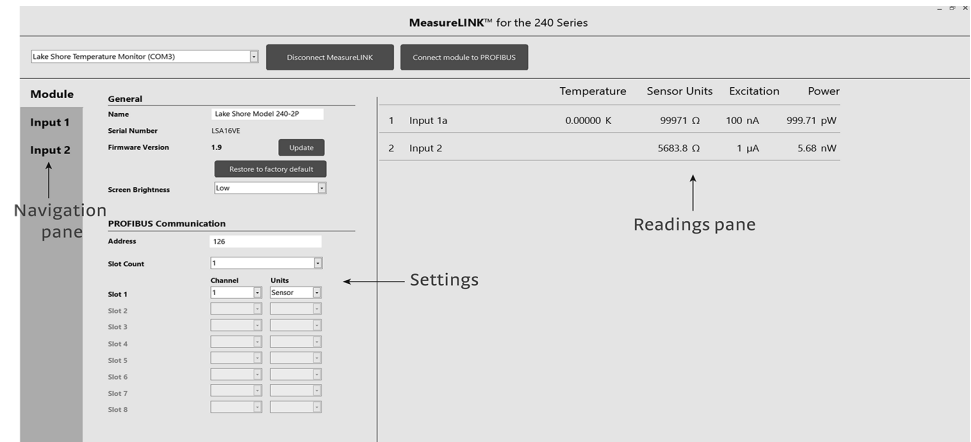 MeasureLINK™ for the 240 Series
Lake Shore Temperature Monitor (COM3)
Disconnect MeasureLINK
Connect module to PROFIBUS
Module
Input 1
Input 2
Navigation
pane
General
Name Lake Shore Model 240-2P
Serial Number LSA16VE
Firmware Version 1.9 Update
Restore to factory default
Screen Brightness Low
PROFIBUS Communication
Address 126
Slot Count 1
Channel Units
Slot 1 1 Sensor
Slot 2
Slot 3
Slot 4
Slot 5
Slot 6
Slot 7
Slot 8
Settings
Temperature Sensor Units Excitation Power
1 Input 1a 0.00000 K 99971 Ω 100 nA 999.71 pW
2 Input 2 5683.8 Ω 1 µA 5.68 nW
Readings pane